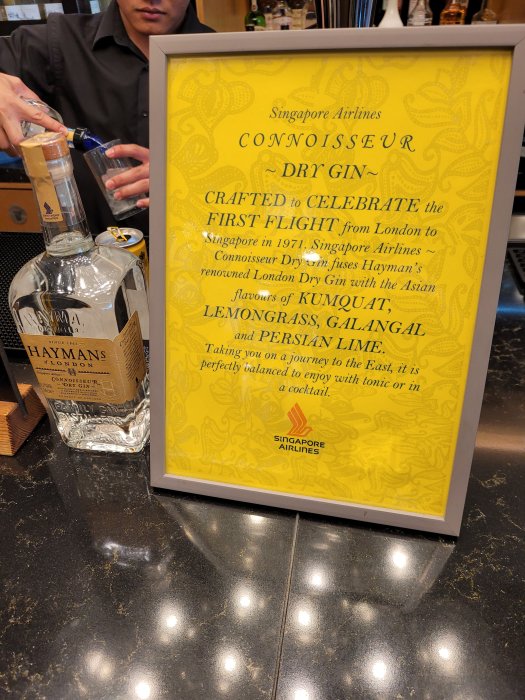 Singapore Airlines
CONNOISSEUR
~ DRY GIN ~
CRAFTED to CELEBRATE the
FIRST FLIGHT from London to
Singapore in 1971, Singapore Airlines ~
Connoisseur Dry Gin fuses Hayman's
renowned London Dry Gin with the Asian
flavours of KUMQUAT,
LEMONGRASS, GALANGAL
and PERSIAN LIME.
Taking you on a journey to the East, it is
perfectly balanced to enjoy with tonic or in
a cocktail.
SINGAPORE
AIRLINES
HAYMANS
of LONDON
CONNOISSEUR
~ DRY GIN ~